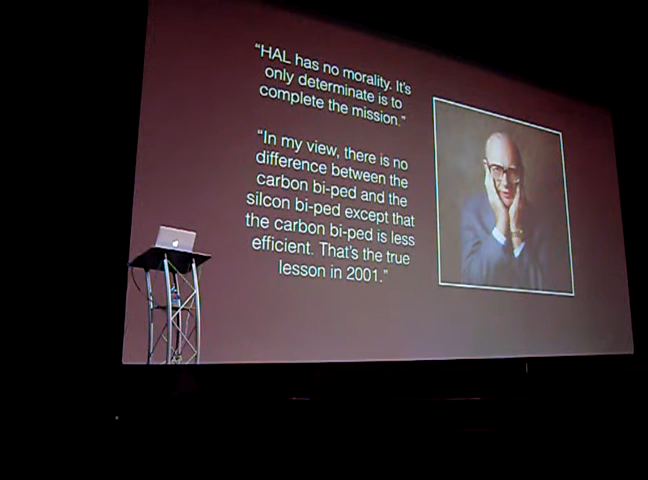 “HAL has no morality. It's
only determinate is to
complete the mission.”
“In my view, there is no
difference between the
carbon bi-ped and the
silcon bi-ped except that
the carbon bi-ped is less
efficient. That's the true
lesson in 2001.”